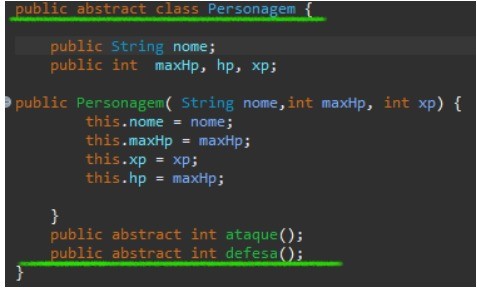 public abstract class Personagem {
public String nome;
public int  maxHp, hp, xp;
public Personagem( String nome,int maxHp, int xp) {
this.nome = nome;
this.maxHp = maxHp;
this.xp = xp;
this.hp = maxHp;
}
public abstract int ataque();
public abstract int defesa();
}